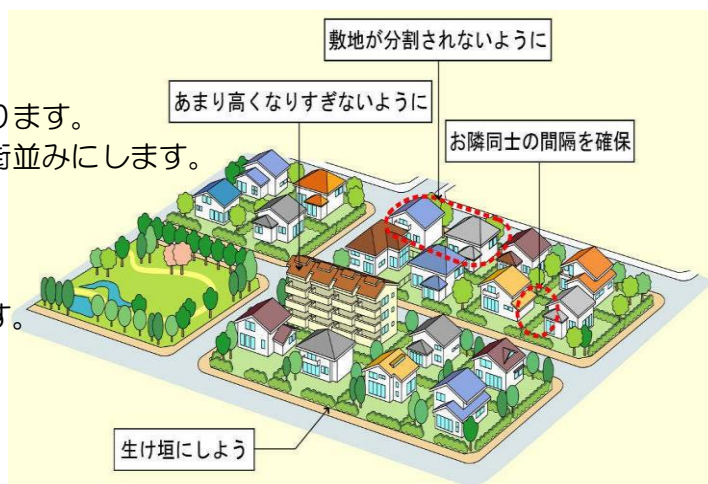 敷地が分割されないように
あまり高くなりすぎないように
ります。
お隣同士の間隔を確保
街並みにします。
す。
生け垣にしよう